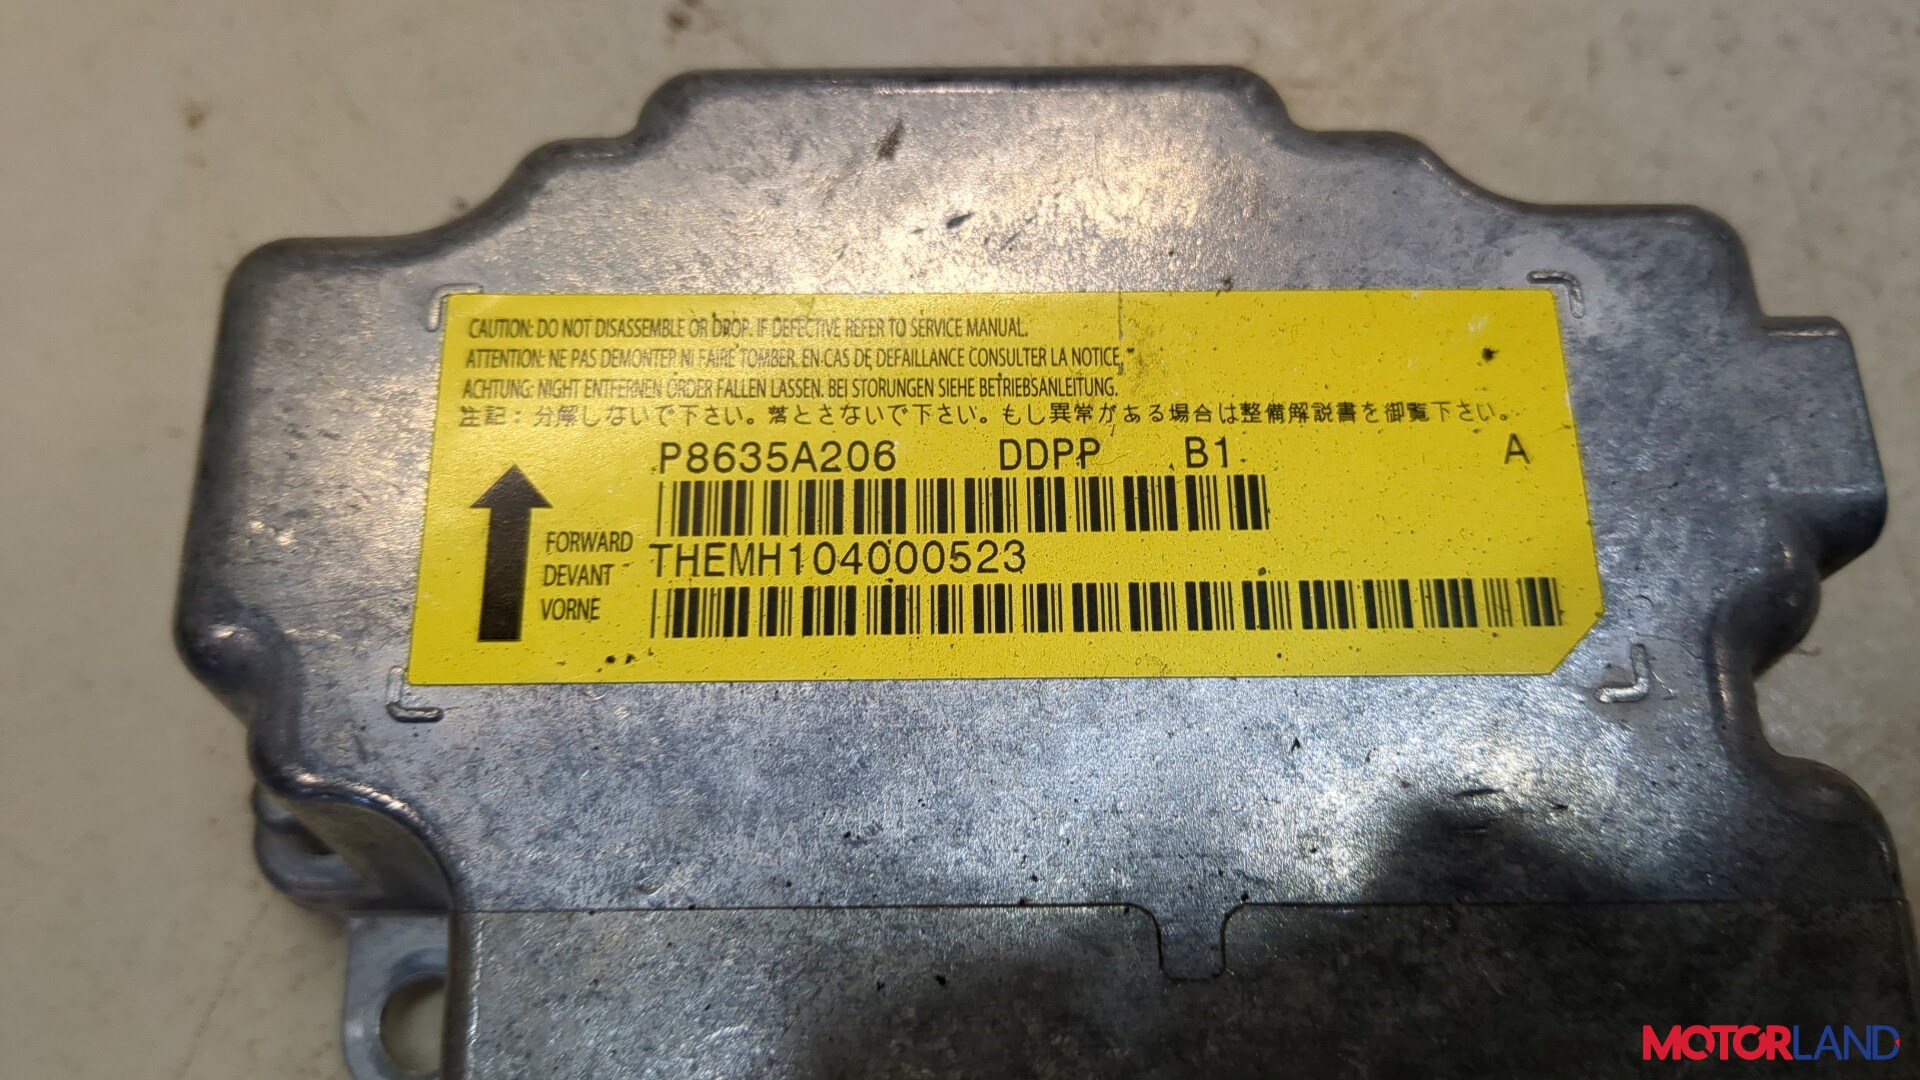 CAUTION: DO NOT DISASSEMBLE OR DROP. IF DEFECTIVE REFER TO SERVICE MANUAL.
ATTENTION: NE PAS DEMONTER NI FAIRE TOMBER. EN CAS DE DEFAILLANCE CONSULTER LA NOTICE.
ACHTUNG: NIGHT ENTFERNEN ORDER FALLEN LASSEN. BEI STORUNGEN SIEHE BETRIEBSANLEITUNG.
注記：分解しないで下さい。落とさないで下さい。もし異常がある場合は整備解説書を御覧下さい。
P8635A206 DDPP B1 A
FORWARD
DEVANT
VORNE
THEMH104000523
MOTORLAND